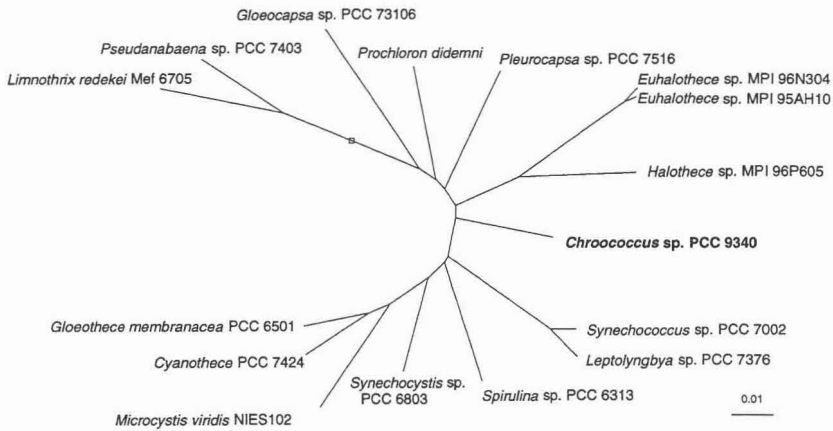 Gloeocapsa sp. PCC 73106
Pseudanabaena sp. PCC 7403
Prochloron didemni
Pleurocapsa sp. PCC 7516
Limnothrix redekei Mef 6705
Euhalothece sp. MPI 96N304
Euhalothece sp. MPI 95AH10
Halothece sp. MPI 96P605
Chroococcus sp. PCC 9340
Gloeothece membranacea PCC 6501
Synechococcus sp. PCC 7002
Cyanothece PCC 7424
Leptolyngbya sp. PCC 7376
Synechocystis sp.
PCC 6803
Spirulina sp. PCC 6313
0.01
Microcystis viridis NIES102